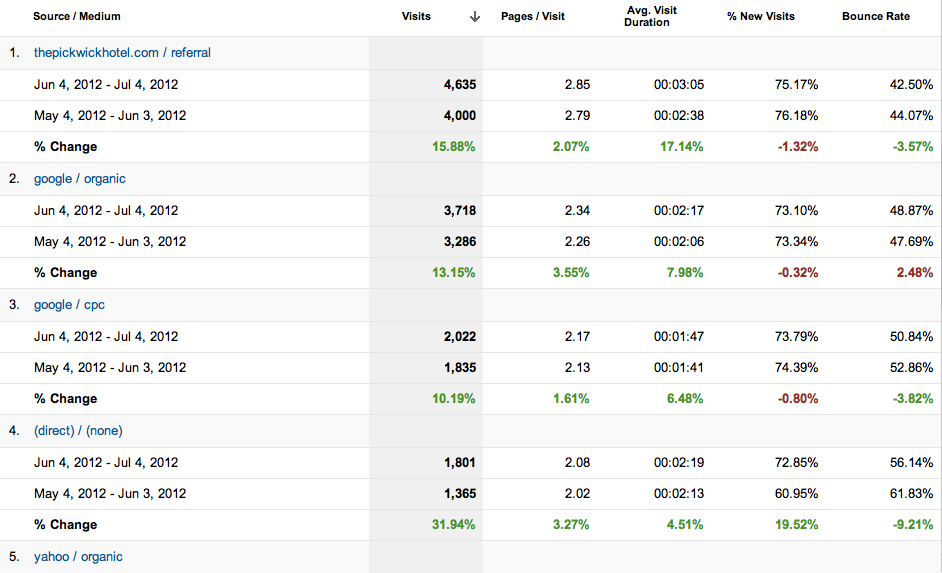 Source / Medium Visits Pages / Visit Avg. Visit Duration % New Visits Bounce Rate
1. thepickwickhotel.com / referral
Jun 4, 2012 - Jul 4, 2012 4,635 2.85 00:03:05 75.17% 42.50%
May 4, 2012 - Jun 3, 2012 4,000 2.79 00:02:38 76.18% 44.07%
% Change 15.88% 2.07% 17.14% -1.32% -3.57%
2. google / organic
Jun 4, 2012 - Jul 4, 2012 3,718 2.34 00:02:17 73.10% 48.87%
May 4, 2012 - Jun 3, 2012 3,286 2.26 00:02:06 73.34% 47.69%
% Change 13.15% 3.55% 7.98% -0.32% 2.48%
3. google / cpc
Jun 4, 2012 - Jul 4, 2012 2,022 2.17 00:01:47 73.79% 50.84%
May 4, 2012 - Jun 3, 2012 1,835 2.13 00:01:41 74.39% 52.86%
% Change 10.19% 1.61% 6.48% -0.80% -3.82%
4. (direct) / (none)
Jun 4, 2012 - Jul 4, 2012 1,801 2.08 00:02:19 72.85% 56.14%
May 4, 2012 - Jun 3, 2012 1,365 2.02 00:02:13 60.95% 61.83%
% Change 31.94% 3.27% 4.51% 19.52% -9.21%
5. yahoo / organic